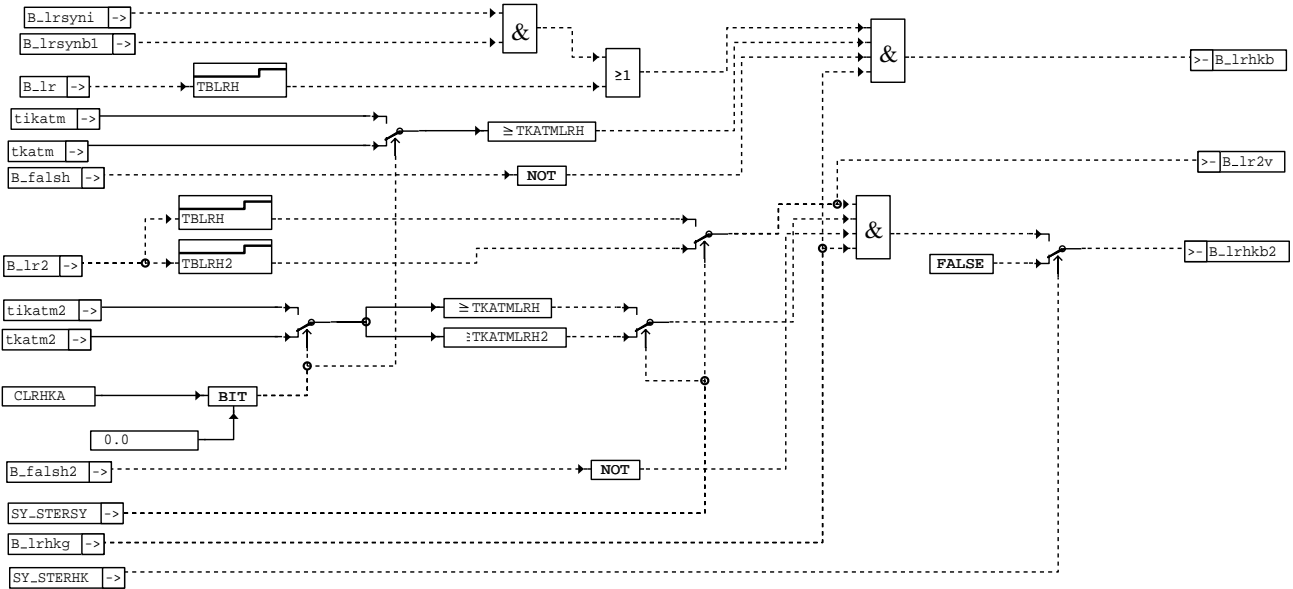 B_lrsyni ->
&
B_lrsynb1 ->
&
>- B_lrhkb
≥1
B_lr ->
TBLRH
tikatm ->
≥TKATMLRH
tkatm ->
>- B_lr2v
B_falsh ->
NOT
TBLRH
&
TBLRH2
B_lr2 ->
FALSE
>- B_lrhkb2
tikatm2 ->
≥TKATMLRH
tkatm2 ->
≥TKATMLRH2
CLRHKA
BIT
0.0
B_falsh2 ->
NOT
SY_STERSY ->
B_lrhkg ->
SY_STERHK ->